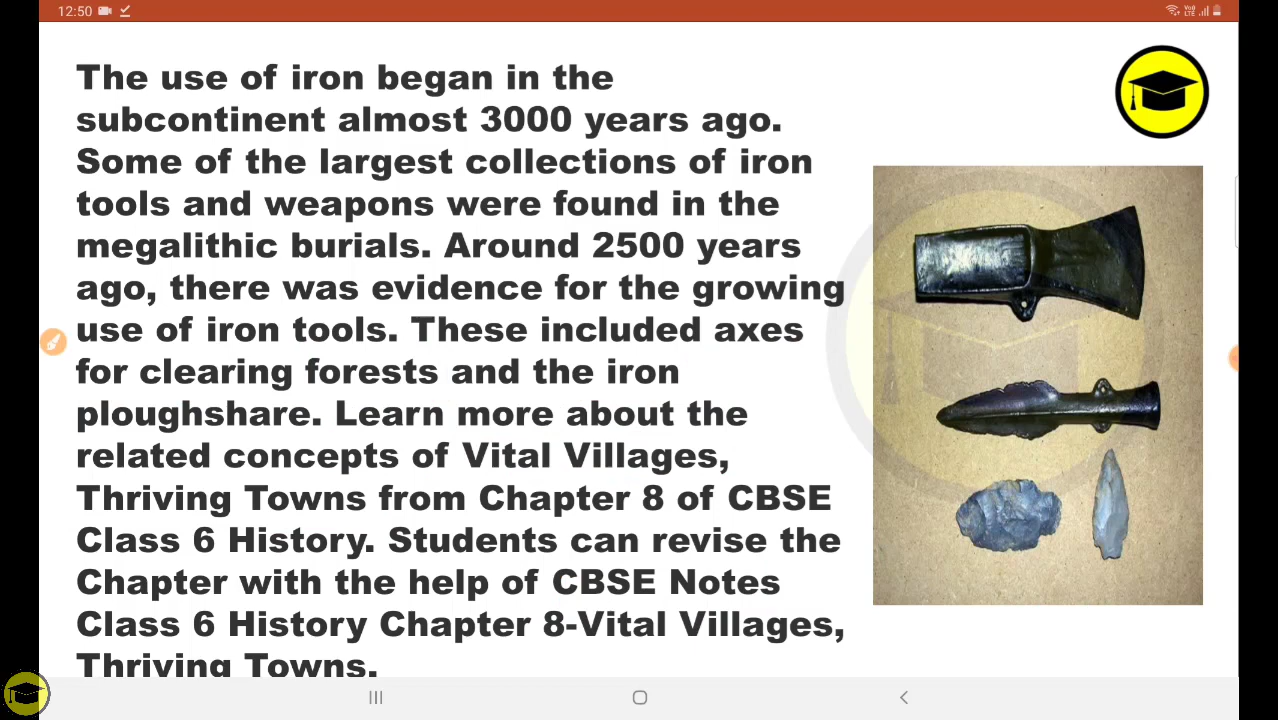 12:50
Vo)) LTE
The use of iron began in the
subcontinent almost 3000 years ago.
Some of the largest collections of iron
tools and weapons were found in the
megalithic burials. Around 2500 years
ago, there was evidence for the growing
use of iron tools. These included axes
for clearing forests and the iron
ploughshare. Learn more about the
related concepts of Vital Villages,
Thriving Towns from Chapter 8 of CBSE
Class 6 History. Students can revise the
Chapter with the help of CBSE Notes
Class 6 History Chapter 8-Vital Villages,
Thriving Towns.